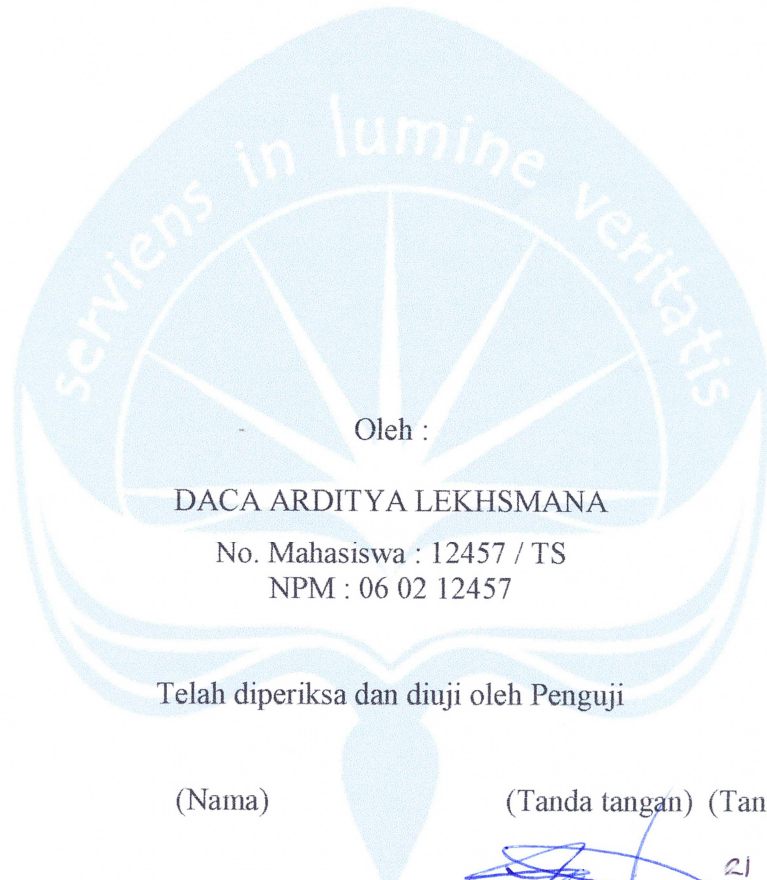 serviens in lumine veritatis
Oleh :
DACA ARDITYA LEKHSMANA
No. Mahasiswa : 12457 / TS
NPM : 06 02 12457
Telah diperiksa dan diuji oleh Penguji
(Nama) (Tanda tangan) (Tan
21